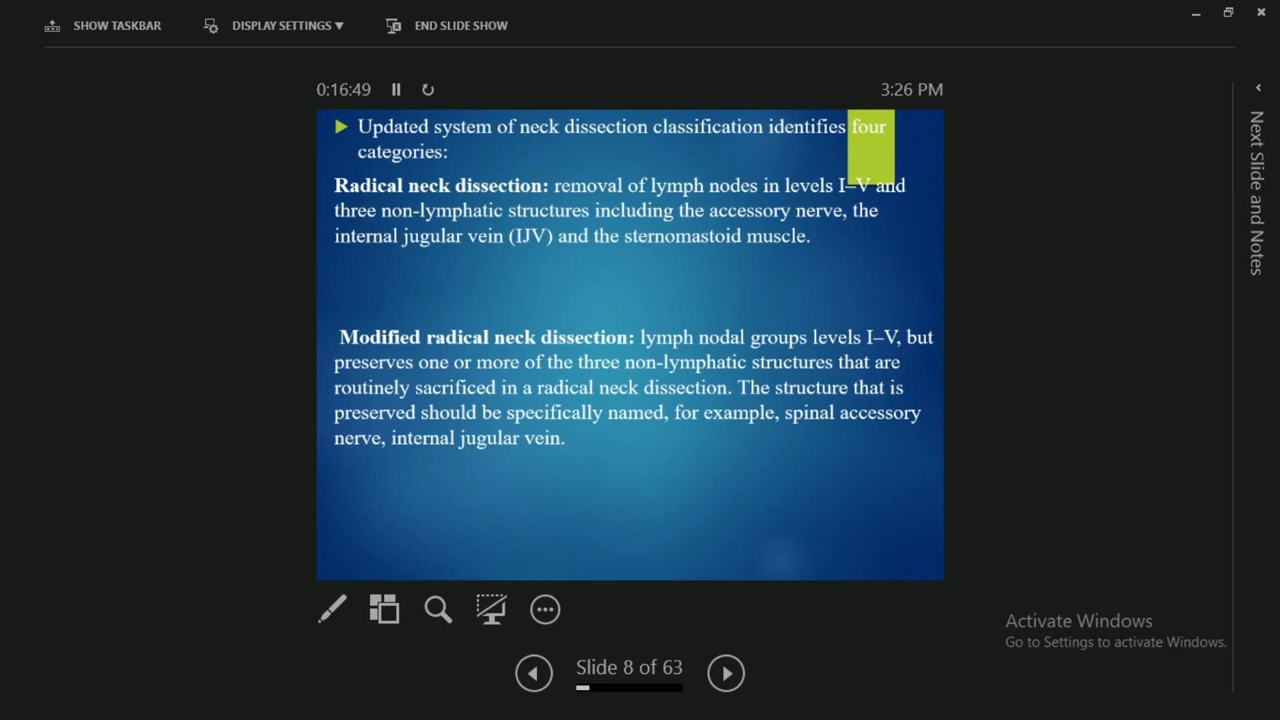 SHOW TASKBAR
DISPLAY SETTINGS ▼
END SLIDE SHOW
0:16:49
3:26 PM
Updated system of neck dissection classification identifies four
categories:
Radical neck dissection: removal of lymph nodes in levels I–V and
three non-lymphatic structures including the accessory nerve, the
internal jugular vein (IJV) and the sternomastoid muscle.
Modified radical neck dissection: lymph nodal groups levels I–V, but
preserves one or more of the three non-lymphatic structures that are
routinely sacrificed in a radical neck dissection. The structure that is
preserved should be specifically named, for example, spinal accessory
nerve, internal jugular vein.
Next Slide and Notes
Activate Windows
Go to Settings to activate Windows.
Slide 8 of 63